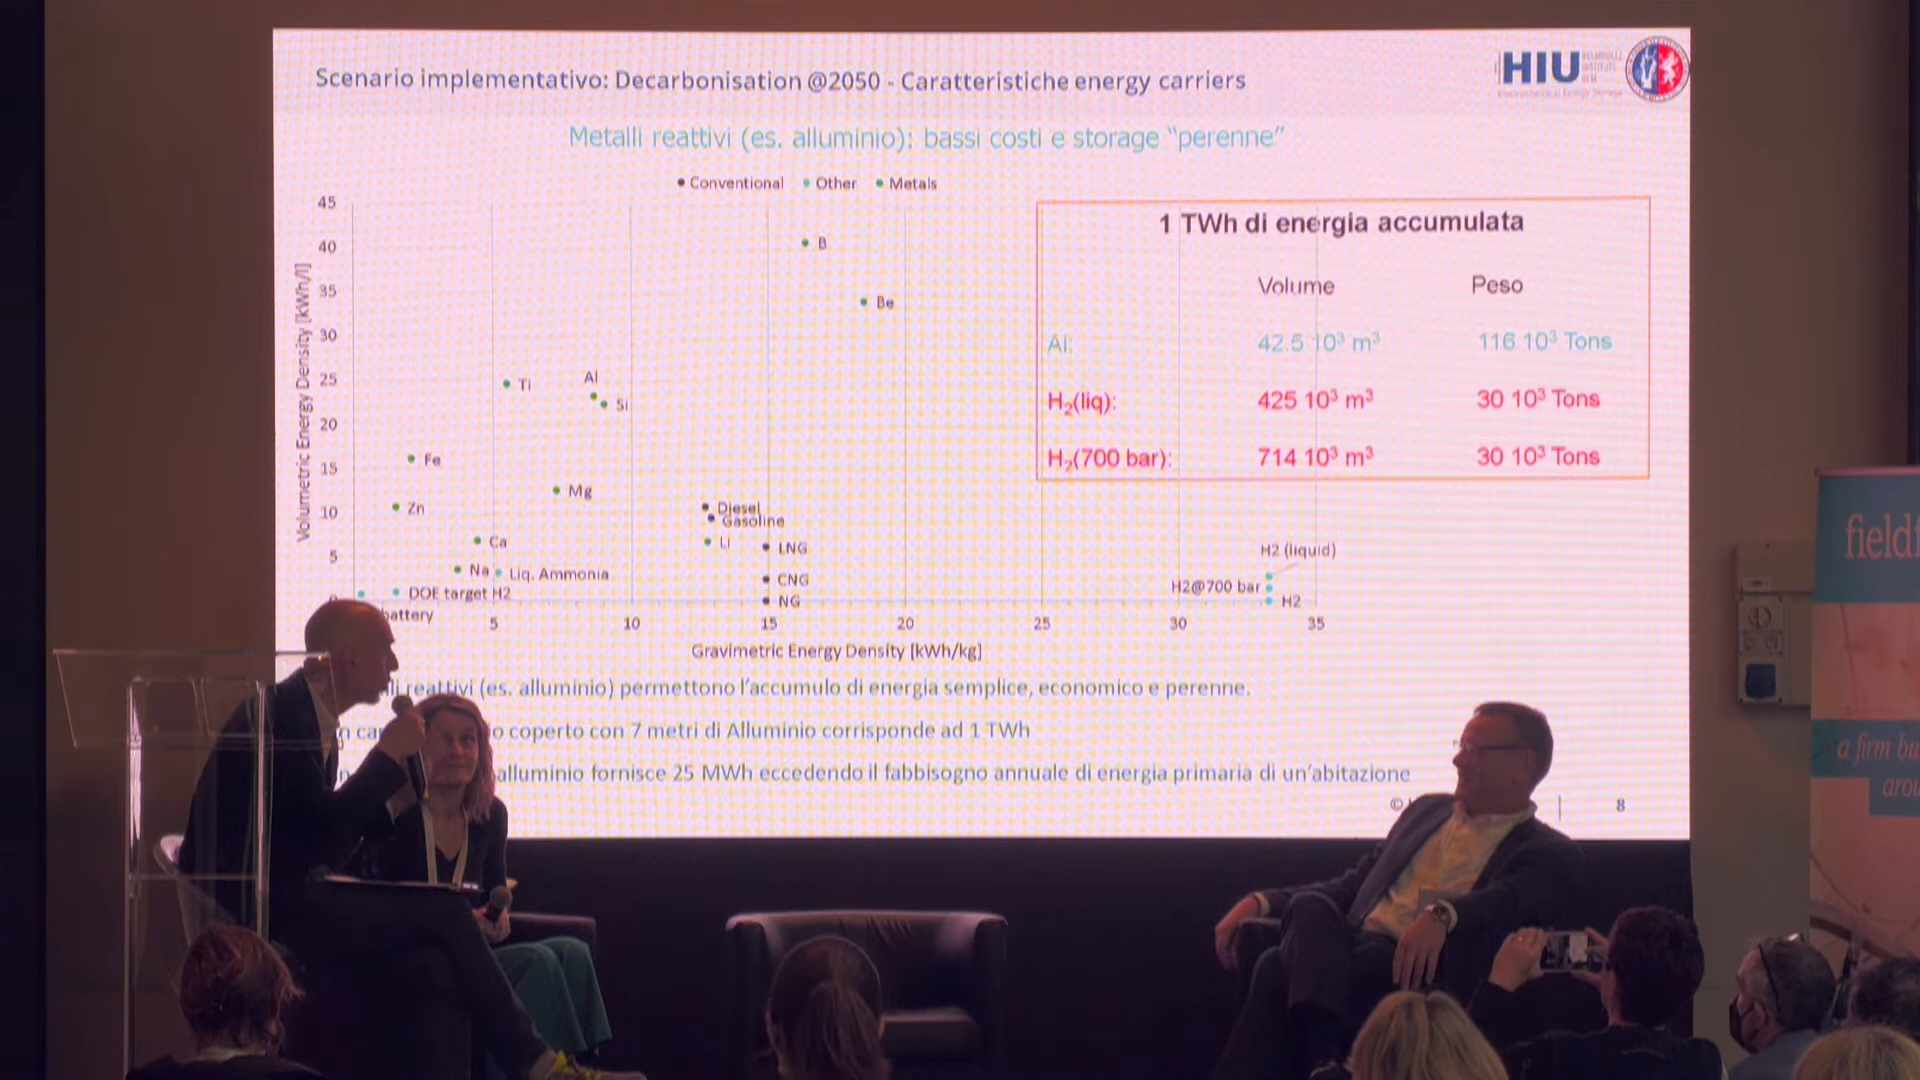 Scenario implementativo: Decarbonisation @2050 - Caratteristiche energy carriers
HIU
Metalli reattivi (es. alluminio): bassi costi e storage "perenne"
Conventional Other Metals
Volumetric Energy Density [kWh/l]
45
40
35
30
25
20
15
10
5
0
B
Be
Ti
Al
Si
Fe
Mg
Zn
Diesel
Gasoline
Ca
Li
LNG
Na
Liq. Ammonia
CNG
DOE target H2
NG
battery
H2 (liquid)
H2@700 bar
H2
5 10 15 20 25 30 35
Gravimetric Energy Density [kWh/kg]
1 TWh di energia accumulata
Volume Peso
Al: 42.5 10³ m³ 116 10³ Tons
H₂(liq): 425 10³ m³ 30 10³ Tons
H₂(700 bar): 714 10³ m³ 30 10³ Tons
reattivi (es. alluminio) permettono l'accumulo di energia semplice, economico e perenne.
coperto con 7 metri di Alluminio corrisponde ad 1 TWh
alluminio fornisce 25 MWh eccedendo il fabbisogno annuale di energia primaria di un'abitazione
©
8
field
a firm bu
arou